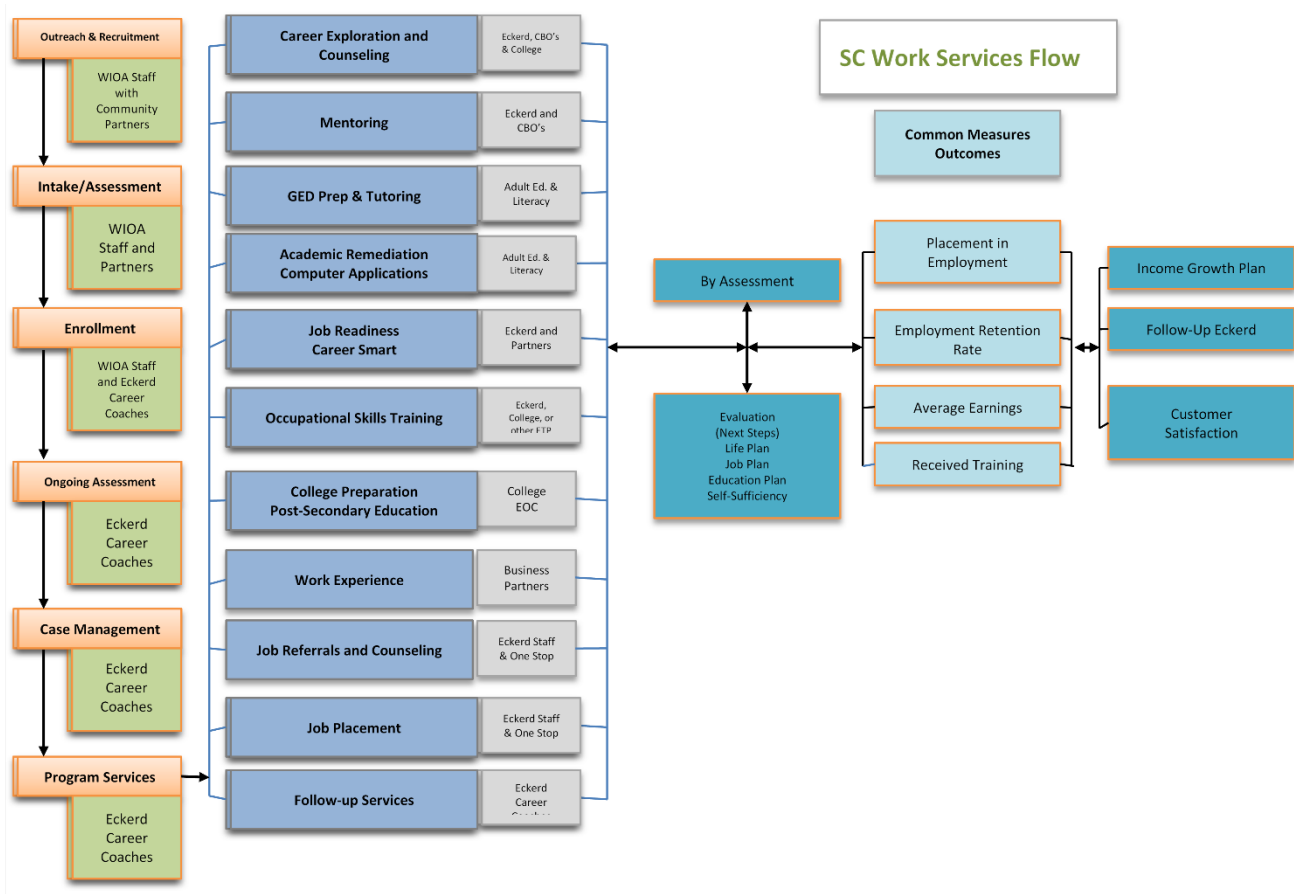 SC Work Services Flow
Outreach & Recruitment
WIOA Staff
with
Community
Partners
Intake/Assessment
WIOA
Staff and
Partners
Enrollment
WIOA Staff
and Eckerd
Career
Coaches
Ongoing Assessment
Eckerd
Career
Coaches
Case Management
Eckerd
Career
Coaches
Program Services
Eckerd
Career
Coaches
Career Exploration and
Counseling
Eckerd, CBO's
& College
Mentoring
Eckerd and
CBO's
GED Prep & Tutoring
Adult Ed. &
Literacy
Academic Remediation
Computer Applications
Adult Ed. &
Literacy
Job Readiness
Career Smart
Eckerd and
Partners
Occupational Skills Training
Eckerd,
College, or
other ETP
College Preparation
Post-Secondary Education
College
EOC
Work Experience
Business
Partners
Job Referrals and Counseling
Eckerd Staff
& One Stop
Job Placement
Eckerd Staff
& One Stop
Follow-up Services
Eckerd
Career
Coaches
By Assessment
Evaluation
(Next Steps)
Life Plan
Job Plan
Education Plan
Self-Sufficiency
Common Measures
Outcomes
Placement in
Employment
Employment Retention
Rate
Average Earnings
Received Training
Income Growth Plan
Follow-Up Eckerd
Customer
Satisfaction